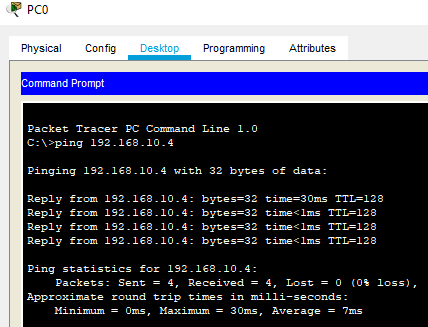 PC0
Physical Config Desktop Programming Attributes
Command Prompt
Packet Tracer PC Command Line 1.0
C:\>ping 192.168.10.4
Pinging 192.168.10.4 with 32 bytes of data:
Reply from 192.168.10.4: bytes=32 time=30ms TTL=128
Reply from 192.168.10.4: bytes=32 time<1ms TTL=128
Reply from 192.168.10.4: bytes=32 time<1ms TTL=128
Reply from 192.168.10.4: bytes=32 time<1ms TTL=128
Ping statistics for 192.168.10.4:
    Packets: Sent = 4, Received = 4, Lost = 0 (0% loss),
Approximate round trip times in milli-seconds:
    Minimum = 0ms, Maximum = 30ms, Average = 7ms